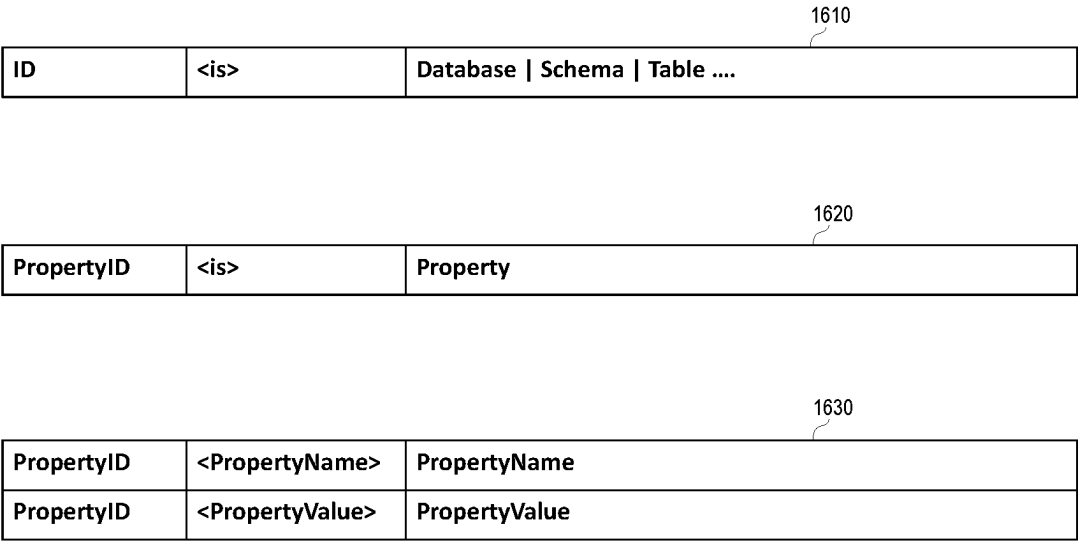 1610
ID <is> Database | Schema | Table ....
1620
PropertyID <is> Property
1630
PropertyID <PropertyName> PropertyName
PropertyID <PropertyValue> PropertyValue